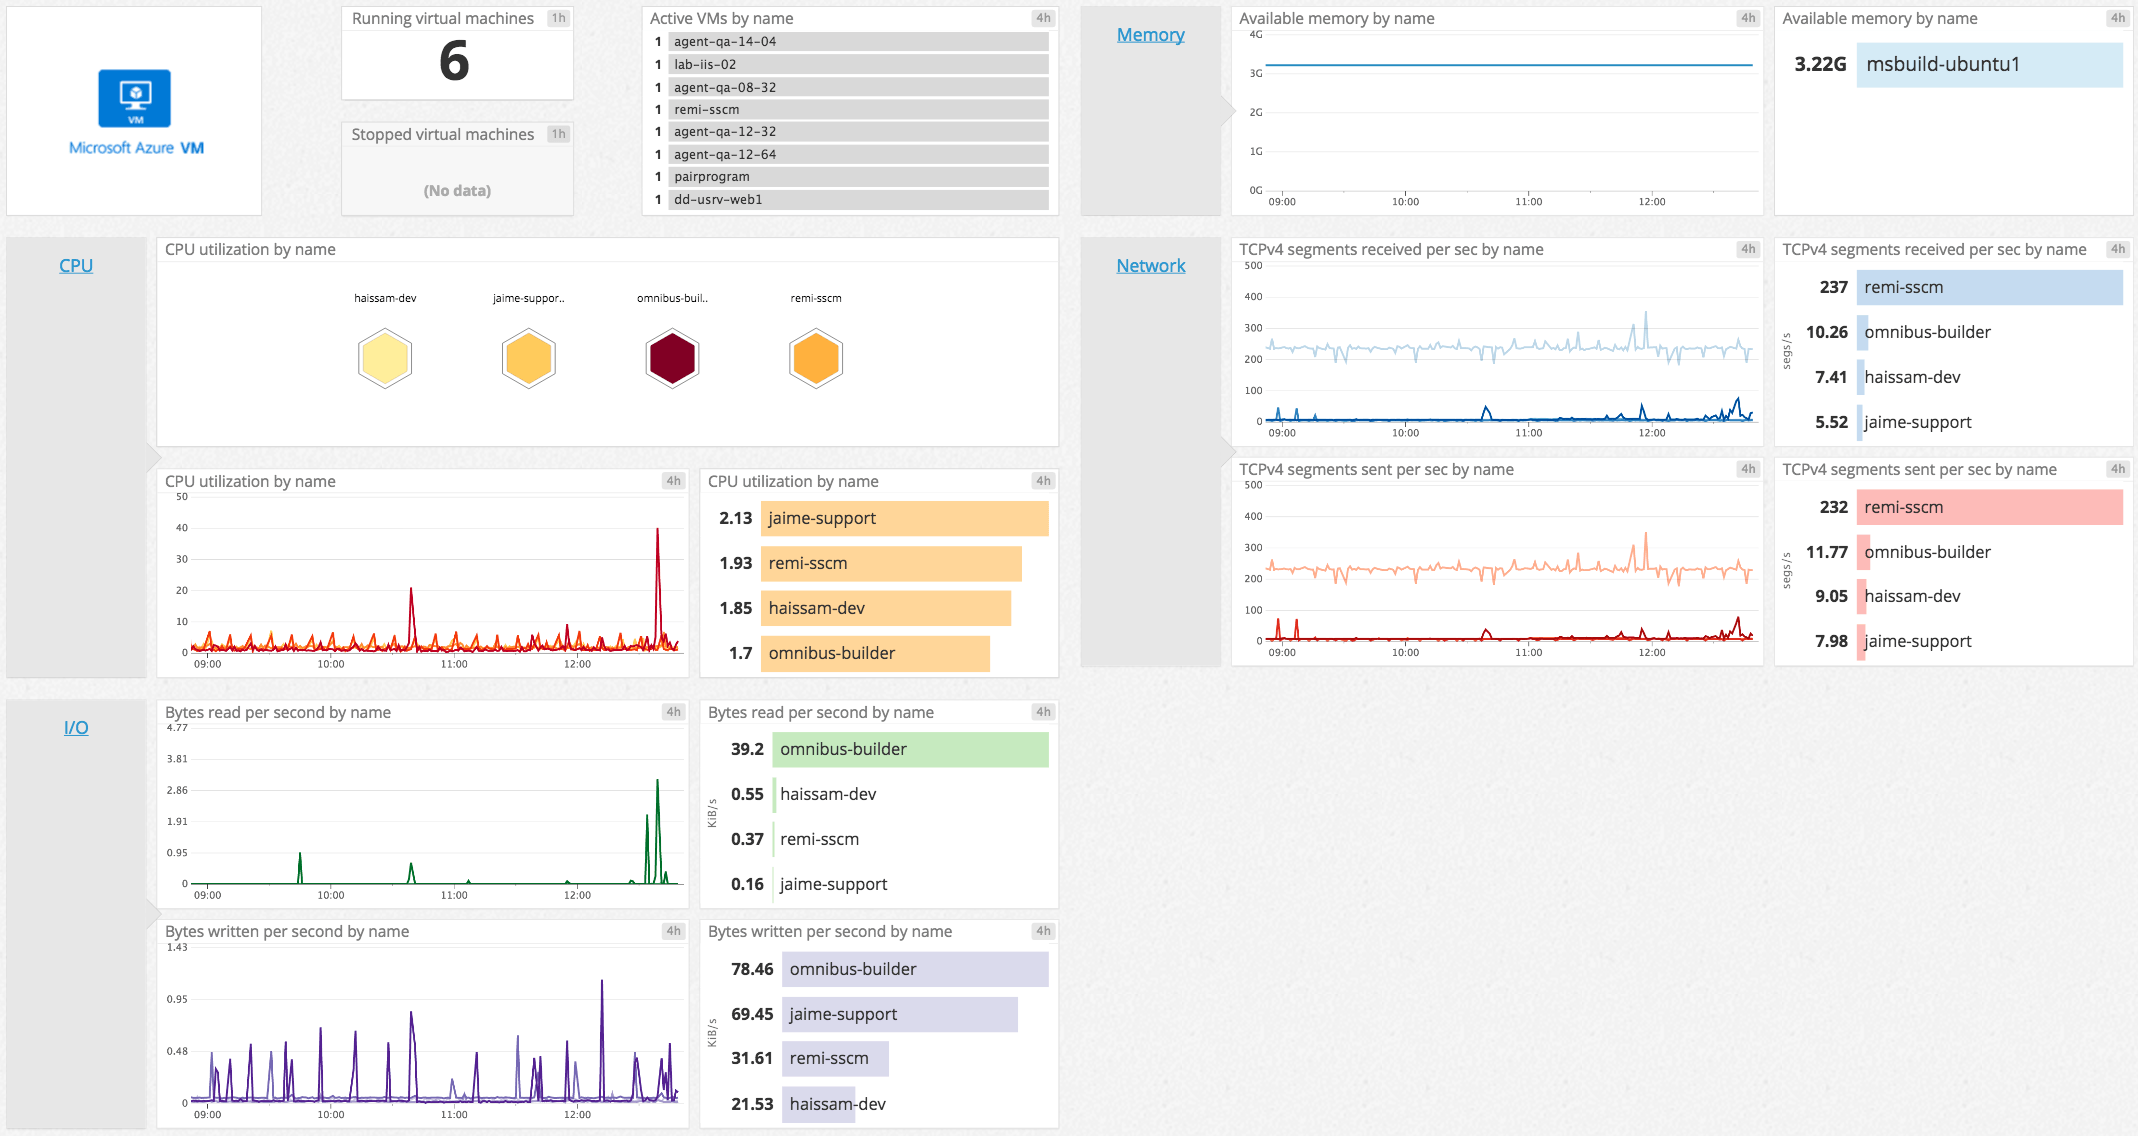 VM
Microsoft Azure VM
Running virtual machines 1h
6
Stopped virtual machines 1h
(No data)
Active VMs by name 4h
1 agent-qa-14-04
1 lab-iis-02
1 agent-qa-08-32
1 remi-sscm
1 agent-qa-12-32
1 agent-qa-12-64
1 pairprogram
1 dd-usrv-web1
Memory
Available memory by name 4h
4G
3G
2G
1G
0G
09:00 10:00 11:00 12:00
Available memory by name 4h
3.22G msbuild-ubuntu1
CPU
CPU utilization by name
haissam-dev jaime-suppor.. omnibus-buil.. remi-sscm
CPU utilization by name 4h
50
40
30
20
10
0
09:00 10:00 11:00 12:00
CPU utilization by name 4h
2.13 jaime-support
1.93 remi-sscm
1.85 haissam-dev
1.7 omnibus-builder
Network
TCPv4 segments received per sec by name 4h
500
400
300
200
100
0
09:00 10:00 11:00 12:00
TCPv4 segments received per sec by name 4h
segs/s
237 remi-sscm
10.26 omnibus-builder
7.41 haissam-dev
5.52 jaime-support
TCPv4 segments sent per sec by name 4h
500
400
300
200
100
0
09:00 10:00 11:00 12:00
TCPv4 segments sent per sec by name 4h
segs/s
232 remi-sscm
11.77 omnibus-builder
9.05 haissam-dev
7.98 jaime-support
I/O
Bytes read per second by name 4h
4.77
3.81
2.86
1.91
0.95
0
09:00 10:00 11:00 12:00
Bytes read per second by name 4h
KiB/s
39.2 omnibus-builder
0.55 haissam-dev
0.37 remi-sscm
0.16 jaime-support
Bytes written per second by name 4h
1.43
0.95
0.48
0
09:00 10:00 11:00 12:00
Bytes written per second by name 4h
KiB/s
78.46 omnibus-builder
69.45 jaime-support
31.61 remi-sscm
21.53 haissam-dev